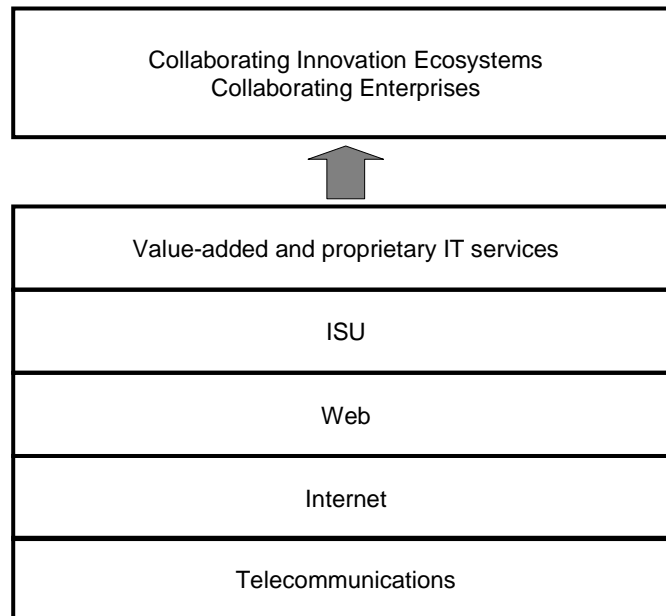 Collaborating Innovation Ecosystems
Collaborating Enterprises
Value-added and proprietary IT services
ISU
Web
Internet
Telecommunications